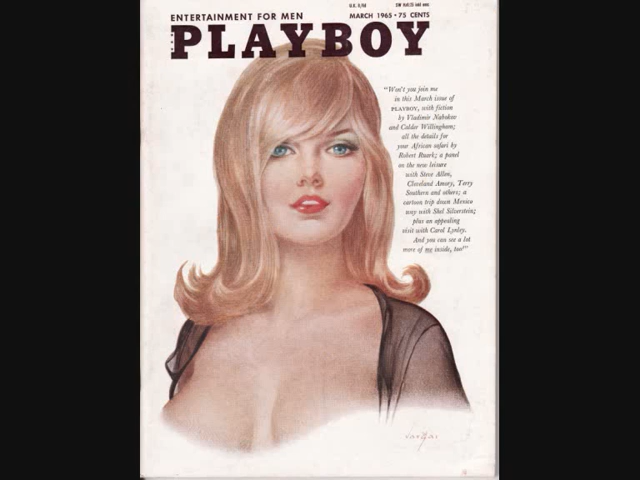 ENTERTAINMENT FOR MEN
MARCH 1965 • 75 CENTS
PLAYBOY
"Won't you join me
in this March issue of
PLAYBOY, with fiction
by Vladimir Nabokov
and Calder Willingham;
all the details for
your African safari by
Robert Ruark; a panel
on the new leisure
with Steve Allen,
Cleveland Amory, Terry
Southern and others; a
cartoon trip down Mexico
way with Shel Silverstein;
plus an appealing
visit with Carol Lynley.
And you can see a lot
more of me inside, too!"